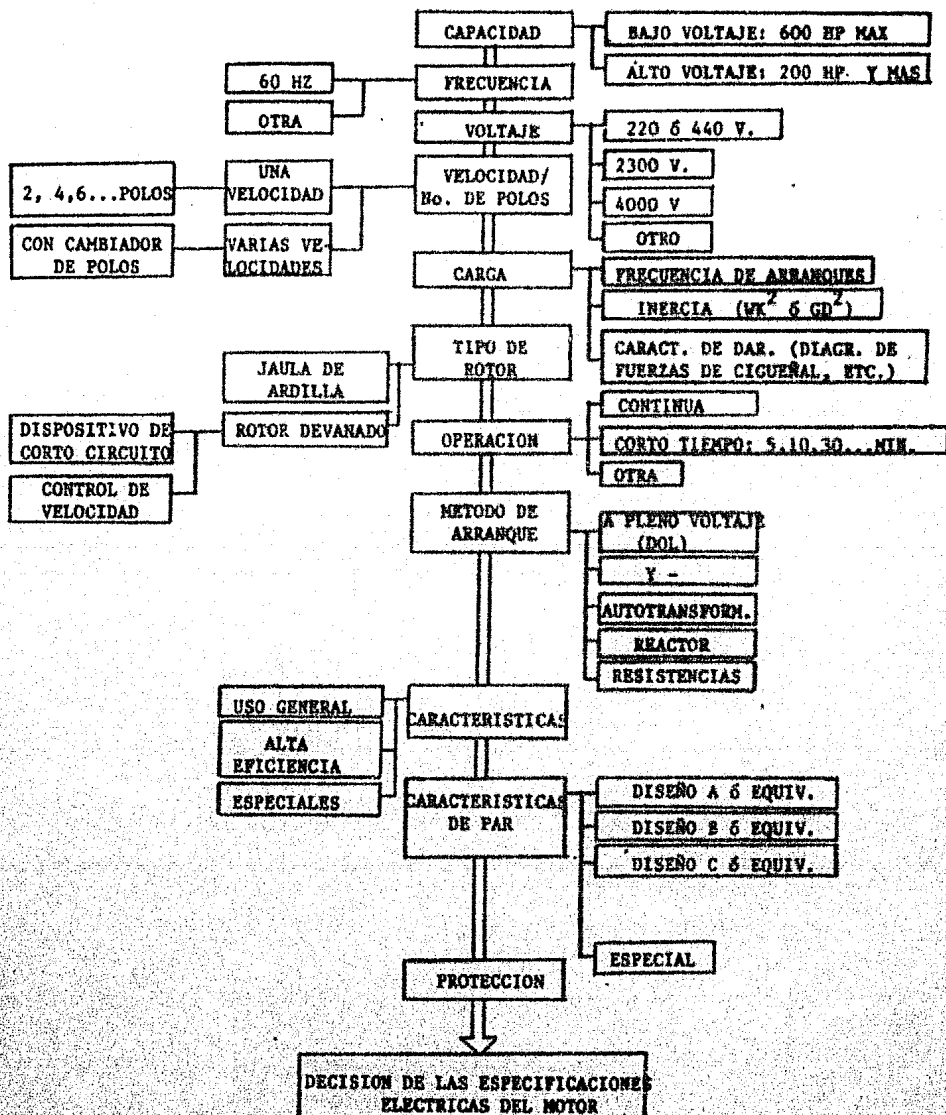 CAPACIDAD
BAJO VOLTAJE: 600 HP MAX
ALTO VOLTAJE: 200 HP. Y MAS
60 HZ
OTRA
FRECUENCIA
VOLTAJE
220 ó 440 V.
2300 V.
4000 V
OTRO
2, 4,6...POLOS
UNA
VELOCIDAD
VELOCIDAD/
No. DE POLOS
CON CAMBIADOR
DE POLOS
VARIAS VE-
LOCIDADES
CARGA
FRECUENCIA DE ARRANQUES
INERCIA (WK² ó GD²)
CARACT. DE DAR. (DIAGR. DE
FUERZAS DE CIGUEÑAL, ETC.)
TIPO DE
ROTOR
JAULA DE
ARDILLA
ROTOR DEVANADO
DISPOSITIVO DE
CORTO CIRCUITO
CONTROL DE
VELOCIDAD
OPERACION
CONTINUA
CORTO TIEMPO: 5.10.30...MIN.
OTRA
METODO DE
ARRANQUE
A PLENO VOLTAJE
(DOL)
Y -
AUTOTRANSFORM.
REACTOR
RESISTENCIAS
CARACTERISTICAS
USO GENERAL
ALTA
EFICIENCIA
ESPECIALES
CARACTERISTICAS
DE PAR
DISEÑO A ó EQUIV.
DISEÑO B ó EQUIV.
DISEÑO C ó EQUIV.
ESPECIAL
PROTECCION
DECISION DE LAS ESPECIFICACIONES
ELECTRICAS DEL MOTOR